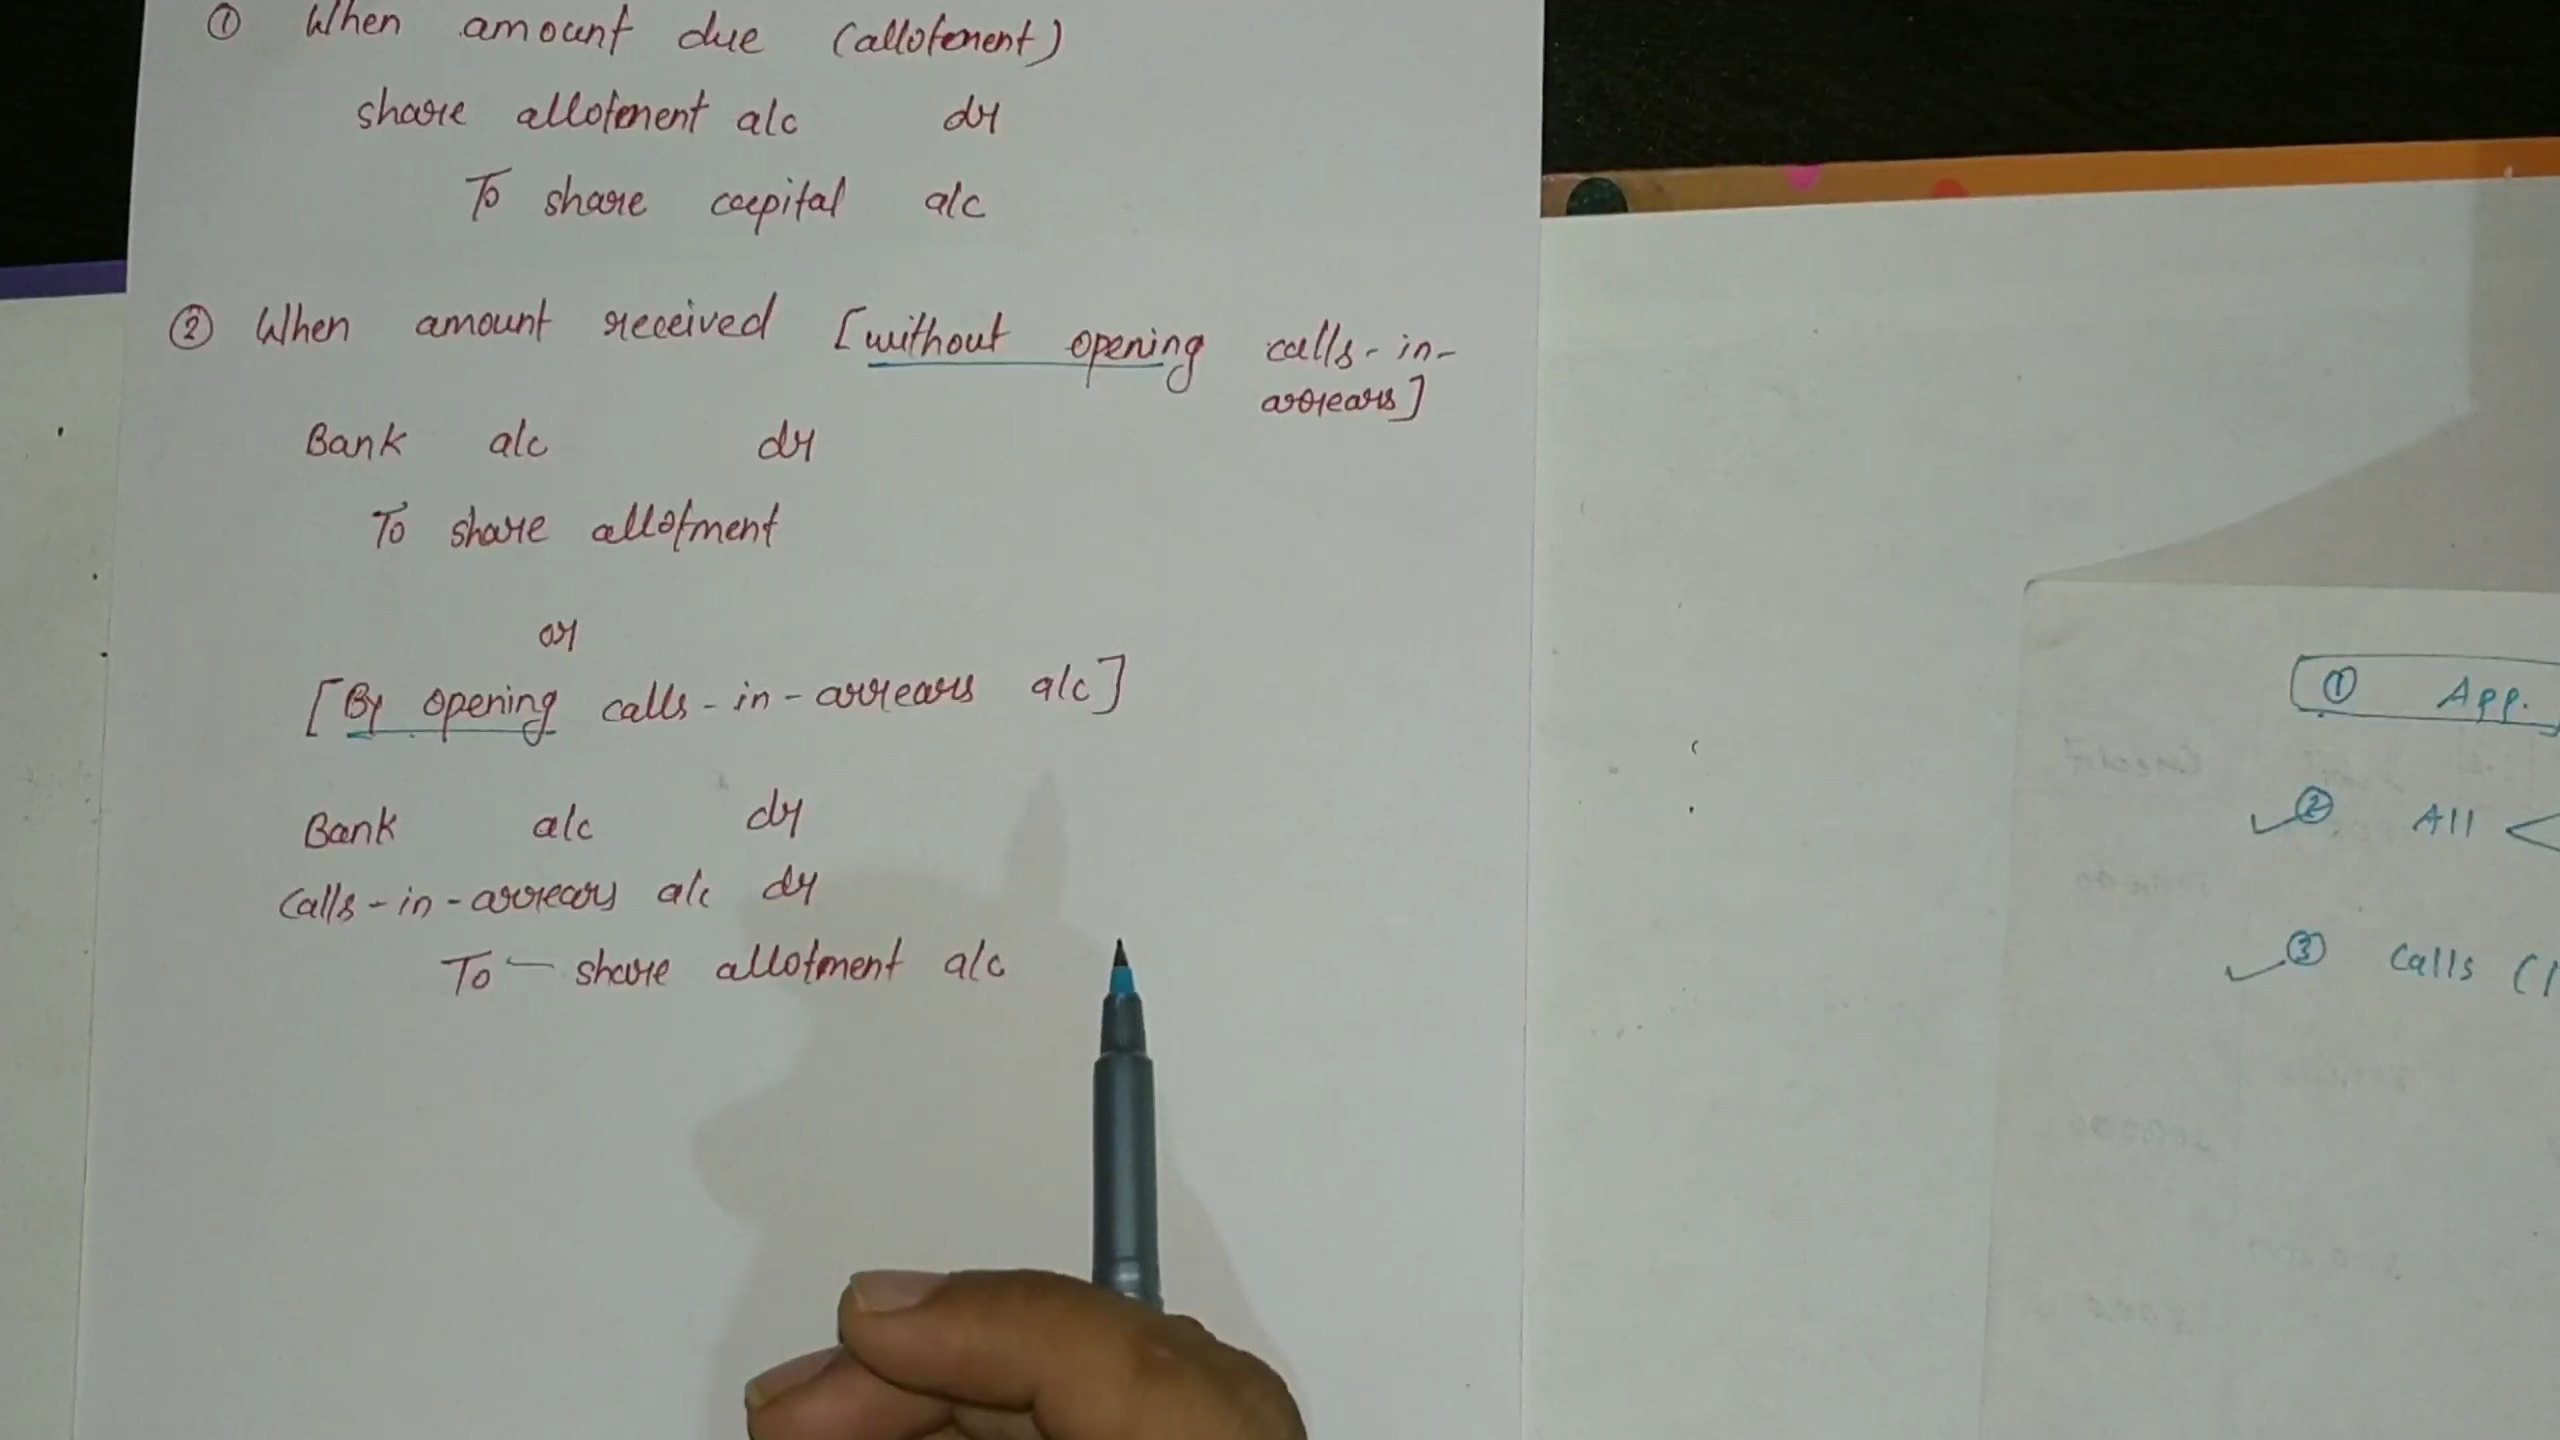 ① When amount due (allotment)
share allotment a/c dr
To share capital a/c
② When amount received [without opening calls-in-
arrears]
Bank a/c dr
To share allotment
or
[By opening calls-in-arrears a/c]
Bank a/c dr
Calls-in-arrears a/c dr
To — share allotment a/c
① App.
② All
③ Calls (1